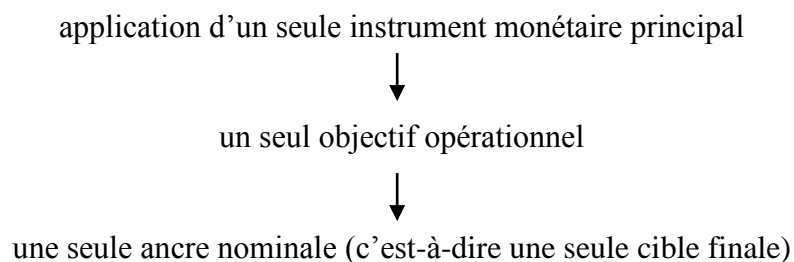 application d’un seule instrument monétaire principal
un seul objectif opérationnel
une seule ancre nominale (c’est-à-dire une seule cible finale)